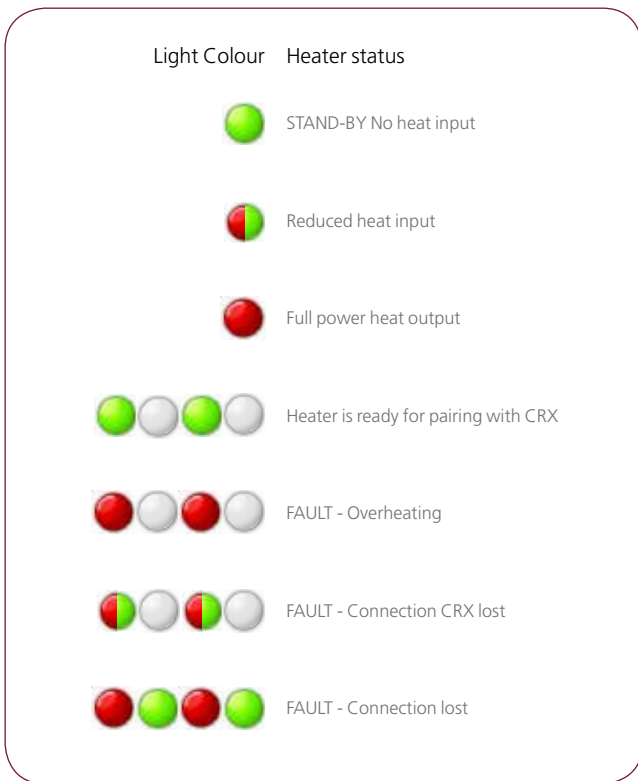 Light Colour Heater status
STAND-BY No heat input
Reduced heat input
Full power heat output
Heater is ready for pairing with CRX
FAULT - Overheating
FAULT - Connection CRX lost
FAULT - Connection lost